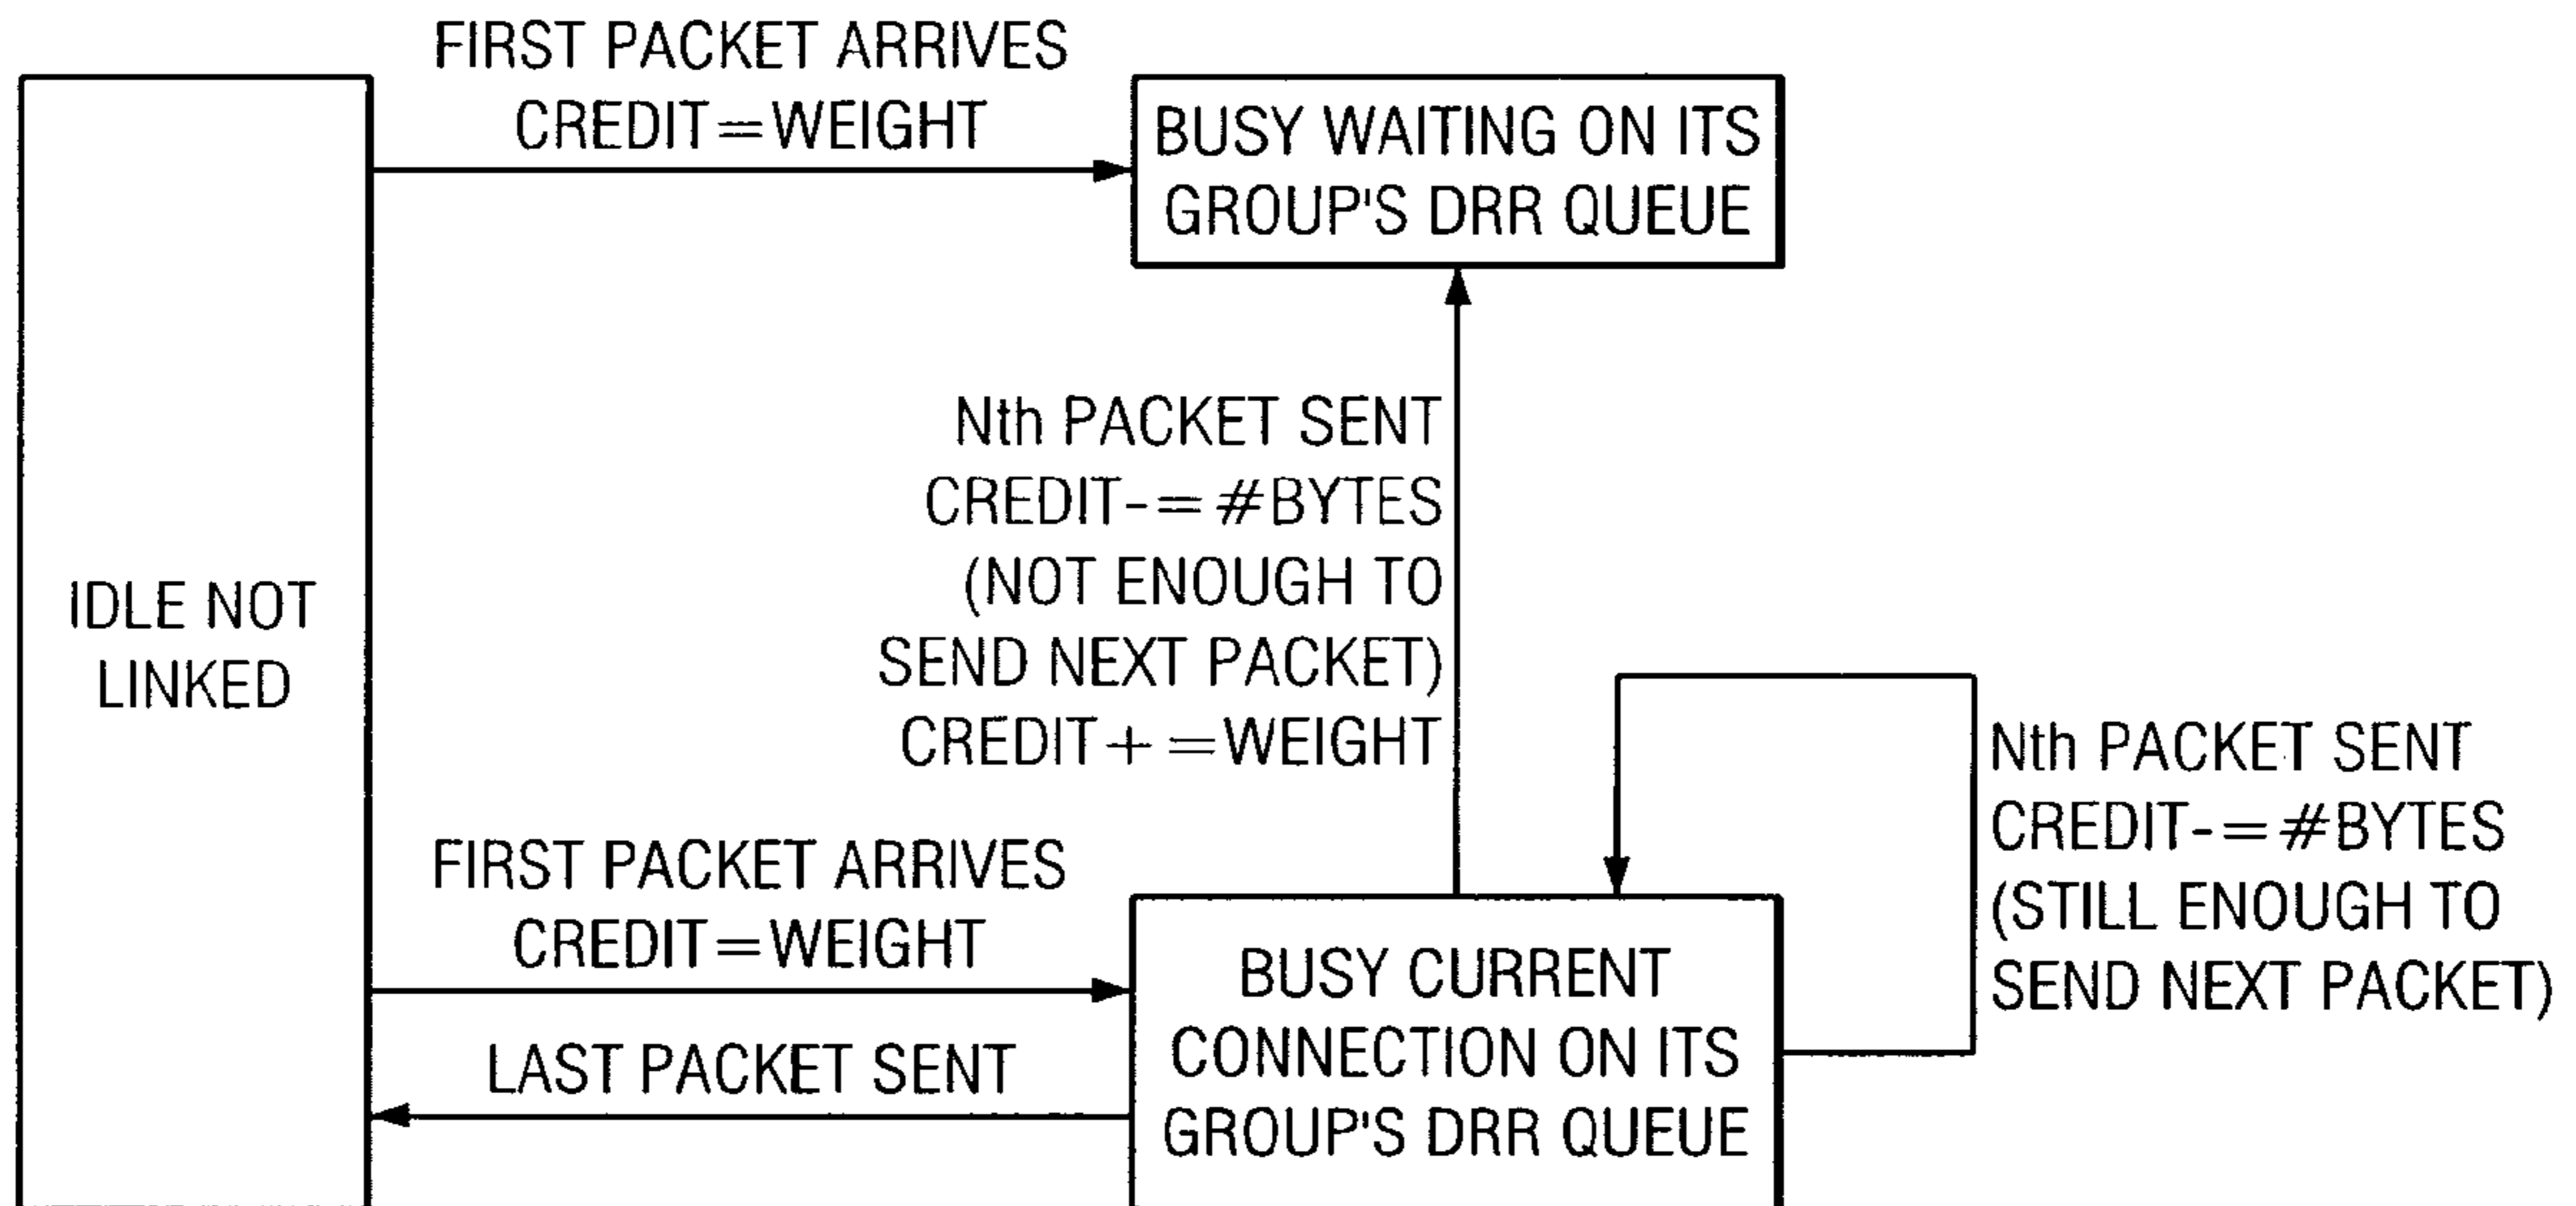 FIRST PACKET ARRIVES
CREDIT=WEIGHT
BUSY WAITING ON ITS
GROUP'S DRR QUEUE
IDLE NOT
LINKED
Nth PACKET SENT
CREDIT-=#BYTES
(NOT ENOUGH TO
SEND NEXT PACKET)
CREDIT+=WEIGHT
Nth PACKET SENT
CREDIT-=#BYTES
(STILL ENOUGH TO
SEND NEXT PACKET)
FIRST PACKET ARRIVES
CREDIT=WEIGHT
LAST PACKET SENT
BUSY CURRENT
CONNECTION ON ITS
GROUP'S DRR QUEUE